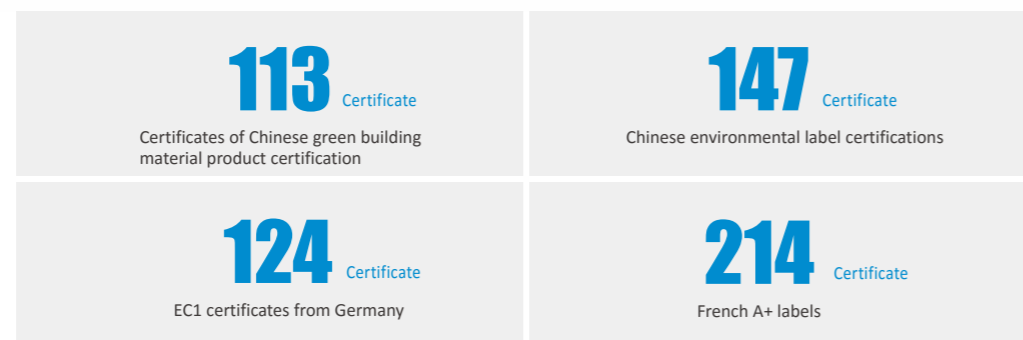 113 Certificate
Certificates of Chinese green building
material product certification
147 Certificate
Chinese environmental label certifications
124 Certificate
EC1 certificates from Germany
214 Certificate
French A+ labels